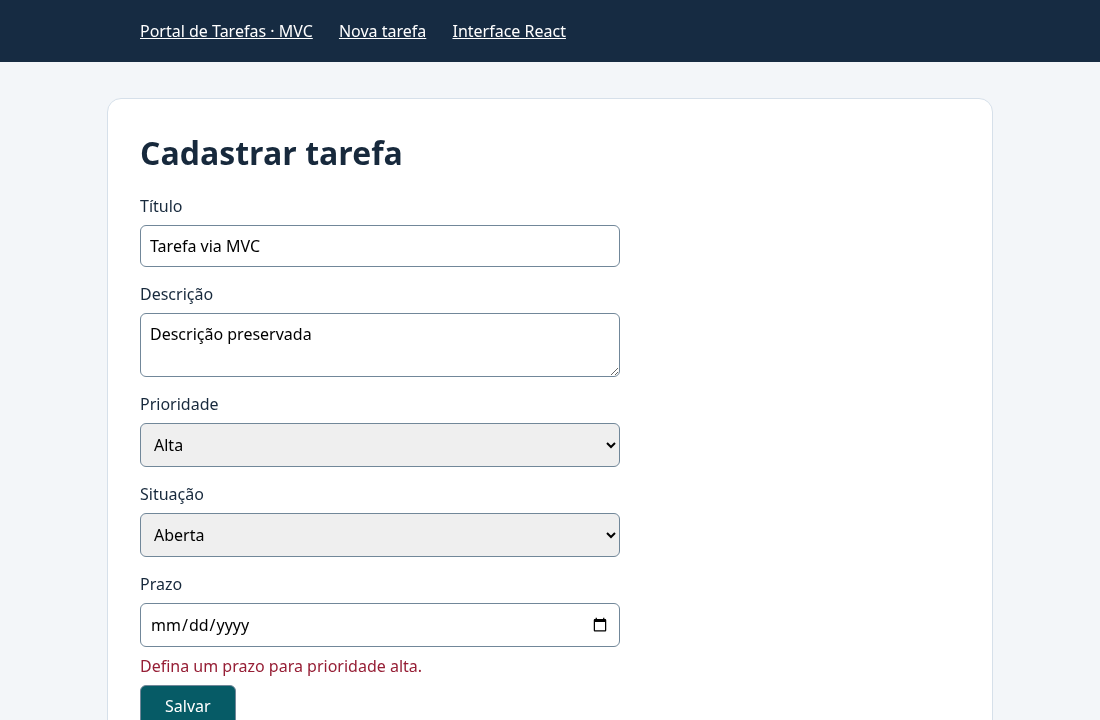 Portal de Tarefas · MVC Nova tarefa Interface React
Cadastrar tarefa
Título
Tarefa via MVC
Descrição
Descrição preservada
Prioridade
Alta
Situação
Aberta
Prazo
mm/dd/yyyy
Defina um prazo para prioridade alta.
Salvar